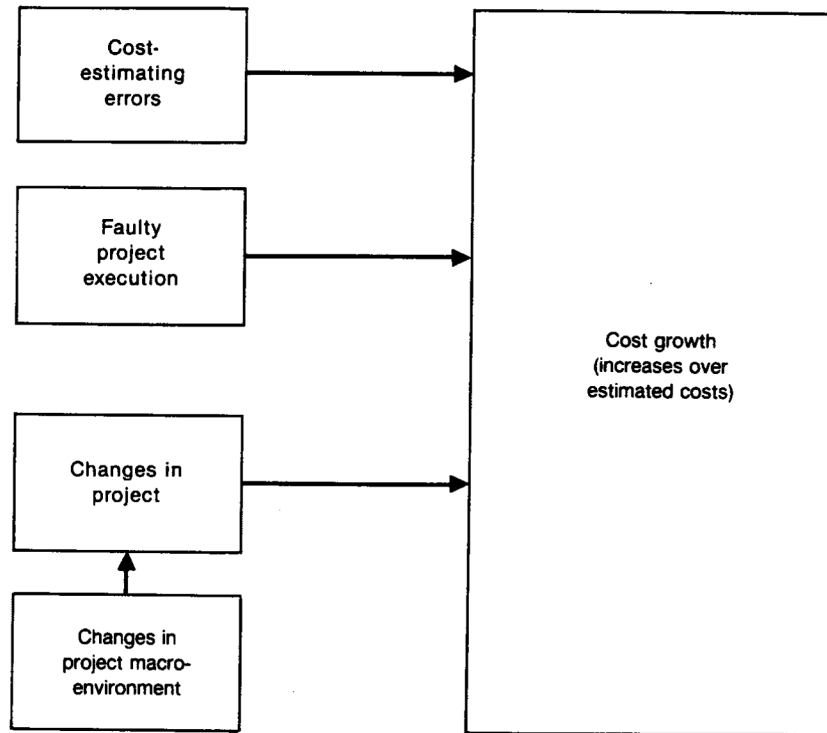 Cost-
estimating
errors
Faulty
project
execution
Cost growth
(increases over
estimated costs)
Changes in
project
Changes in
project macro-
environment